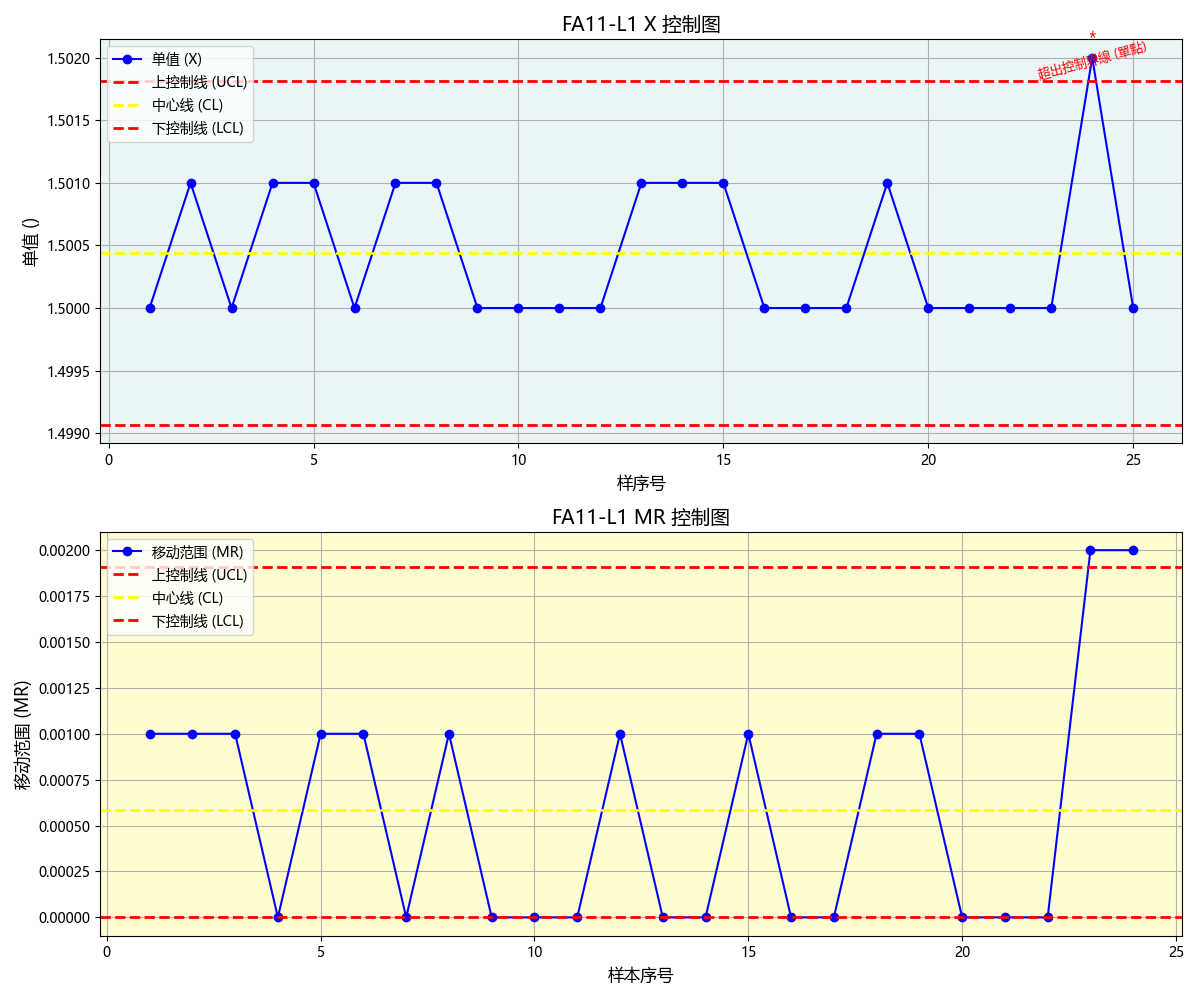 FA11-L1 X 控制图
*
超出控制界線 (單點)
1.5020
1.5015
1.5010
1.5005
1.5000
1.4995
1.4990
单值 ()
单值 (X)
上控制线 (UCL)
中心线 (CL)
下控制线 (LCL)
0 5 10 15 20 25
样序号
FA11-L1 MR 控制图
0.00200
0.00175
0.00150
0.00125
0.00100
0.00075
0.00050
0.00025
0.00000
移动范围 (MR)
移动范围 (MR)
上控制线 (UCL)
中心线 (CL)
下控制线 (LCL)
0 5 10 15 20 25
样本序号